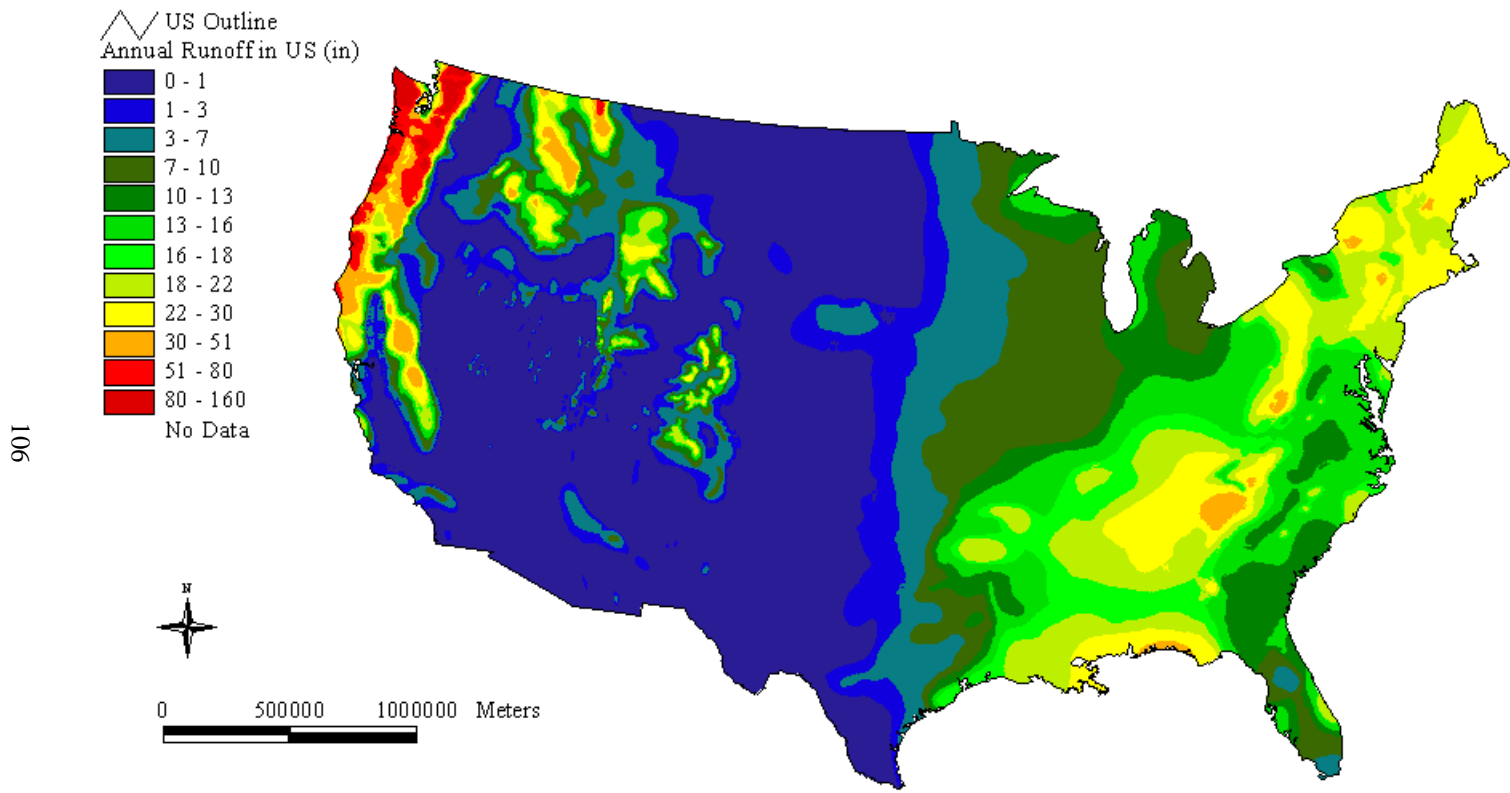 US Outline
Annual Runoff in US (in)
0 - 1
1 - 3
3 - 7
7 - 10
10 - 13
13 - 16
16 - 18
18 - 22
22 - 30
30 - 51
51 - 80
80 - 160
No Data
106
N
0 500000 1000000 Meters